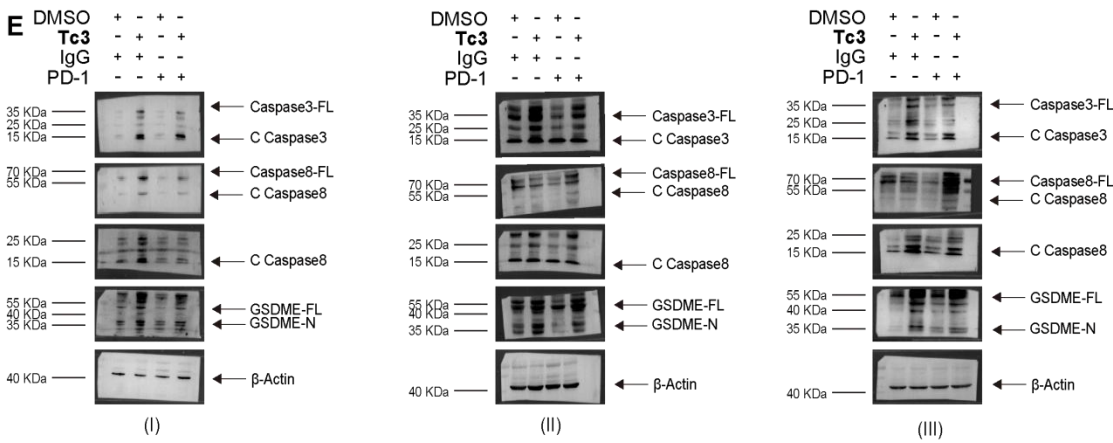 E
DMSO + - + -
Tc3 - + - +
IgG + + - -
PD-1 - - + +
35 KDa
25 KDa
15 KDa
Caspase3-FL
C Caspase3
70 KDa
55 KDa
Caspase8-FL
C Caspase8
25 KDa
15 KDa
C Caspase8
55 KDa
40 KDa
35 KDa
GSDME-FL
GSDME-N
40 KDa
β-Actin
(I)
DMSO + - + -
Tc3 - + - +
IgG + + - -
PD-1 - - + +
35 KDa
25 KDa
15 KDa
Caspase3-FL
C Caspase3
70 KDa
55 KDa
Caspase8-FL
C Caspase8
25 KDa
15 KDa
C Caspase8
55 KDa
40 KDa
35 KDa
GSDME-FL
GSDME-N
40 KDa
β-Actin
(II)
DMSO + - + -
Tc3 - + - +
IgG + + - -
PD-1 - - + +
35 KDa
25 KDa
15 KDa
Caspase3-FL
C Caspase3
70 KDa
55 KDa
Caspase8-FL
C Caspase8
25 KDa
15 KDa
C Caspase8
55 KDa
40 KDa
35 KDa
GSDME-FL
GSDME-N
40 KDa
β-Actin
(III)